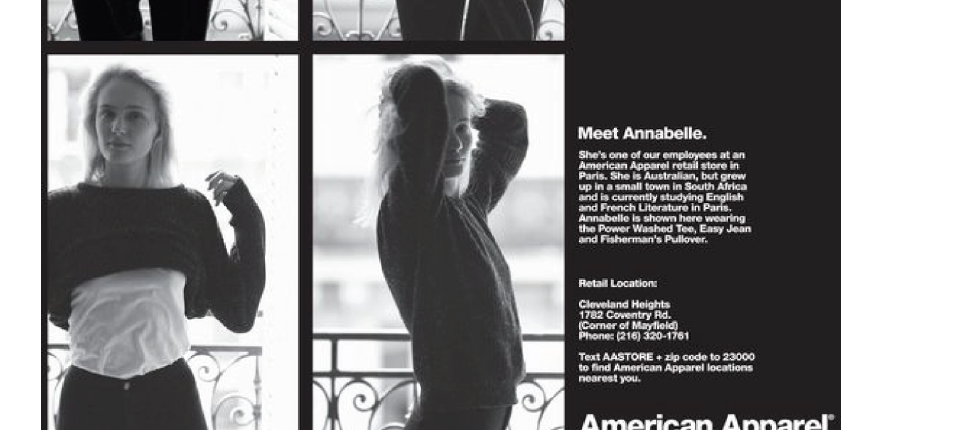 Meet Annabelle.
She's one of our employees at an
American Apparel retail store in
Paris. She is Australian, but grew
up in a small town in South Africa
and is currently studying English
and French Literature in Paris.
Annabelle is shown here wearing
the Power Washed Tee, Easy Jean
and Fisherman's Pullover.
Retail Location:
Cleveland Heights
1782 Coventry Rd.
(Corner of Mayfield)
Phone: (216) 320-1761
Text AASTORE + zip code to 23000
to find American Apparel locations
nearest you.
American Apparel®